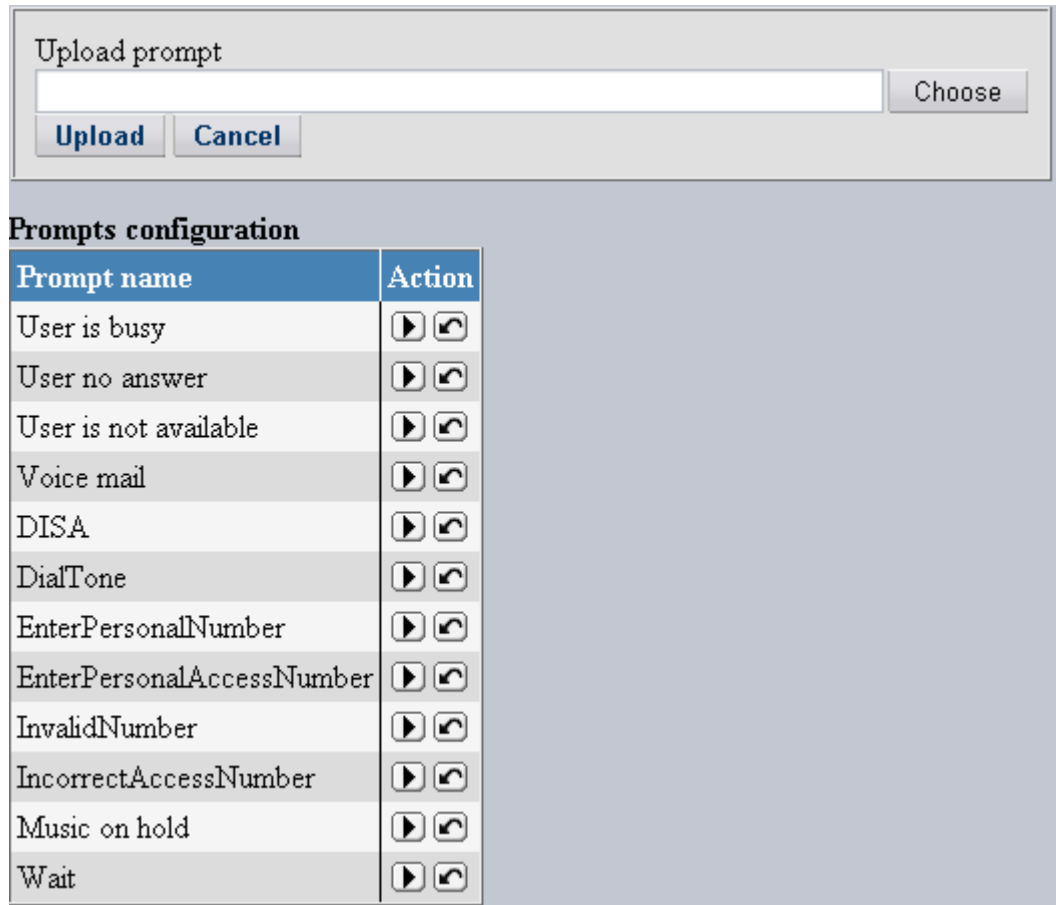 Upload prompt
Choose
Upload Cancel
Prompts configuration
Prompt name Action
User is busy
User no answer
User is not available
Voice mail
DISA
DialTone
EnterPersonalNumber
EnterPersonalAccessNumber
InvalidNumber
IncorrectAccessNumber
Music on hold
Wait